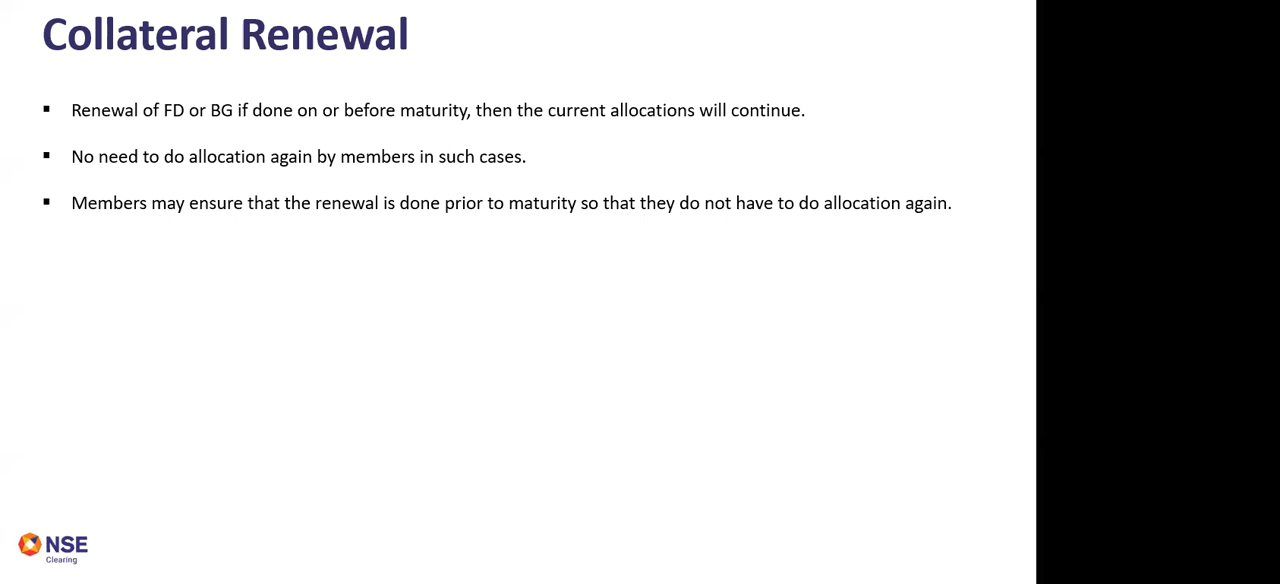 Collateral Renewal
▪ Renewal of FD or BG if done on or before maturity, then the current allocations will continue.
▪ No need to do allocation again by members in such cases.
▪ Members may ensure that the renewal is done prior to maturity so that they do not have to do allocation again.
NSE
Clearing